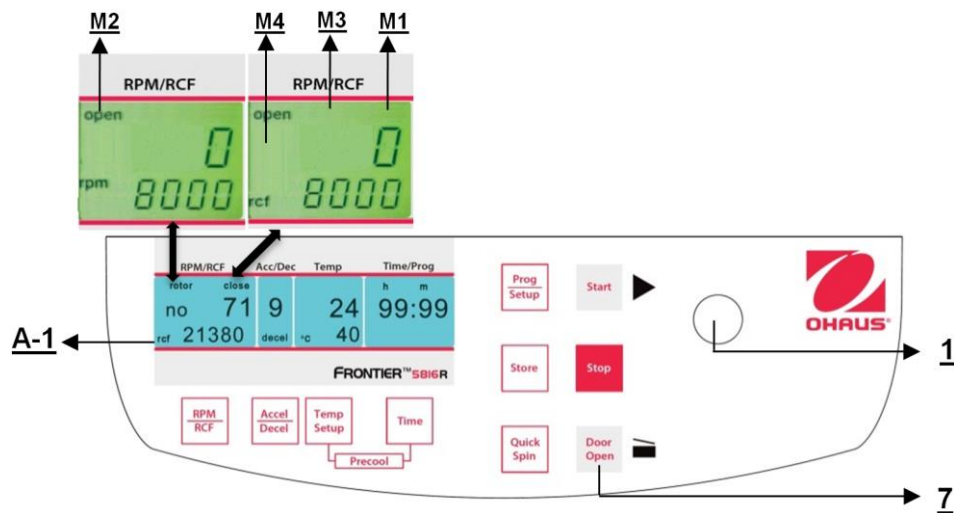 M2 M4 M3 M1
RPM/RCF RPM/RCF
open open
0 0
rpm 8000 rcf 8000
RPM/RCF Acc/Dec Temp Time/Prog
rotor close h m
no 71 9 24 99:99
rcf 21380 decel °C 40
FRONTIER™ 5816R
A-1
RPM
RCF
Accel
Decel
Temp
Setup
Time
Precool
Prog
Setup
Start
Store
Stop
Quick
Spin
Door
Open
OHAUS®
1
7